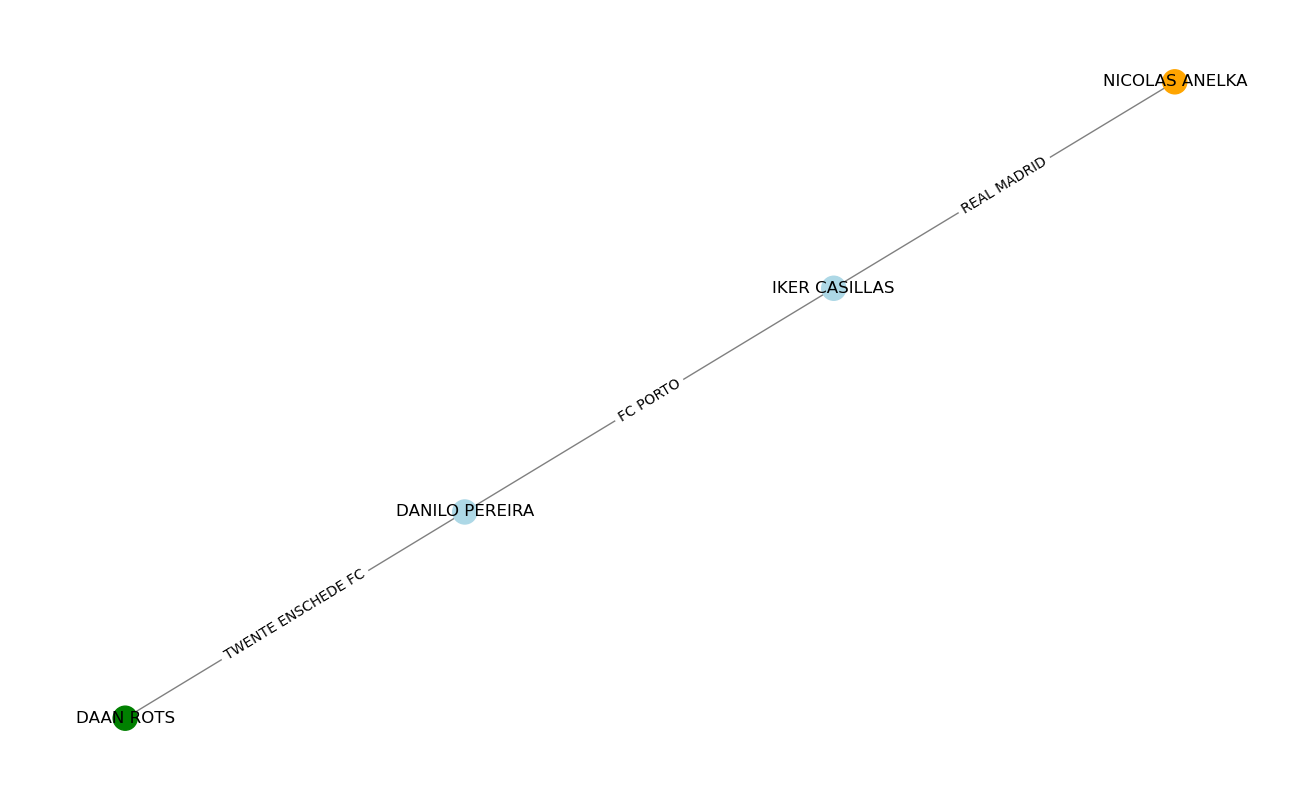 NICOLAS ANELKA
REAL MADRID
IKER CASILLAS
FC PORTO
DANILO PEREIRA
TWENTE ENSCHEDE FC
DAAN ROTS